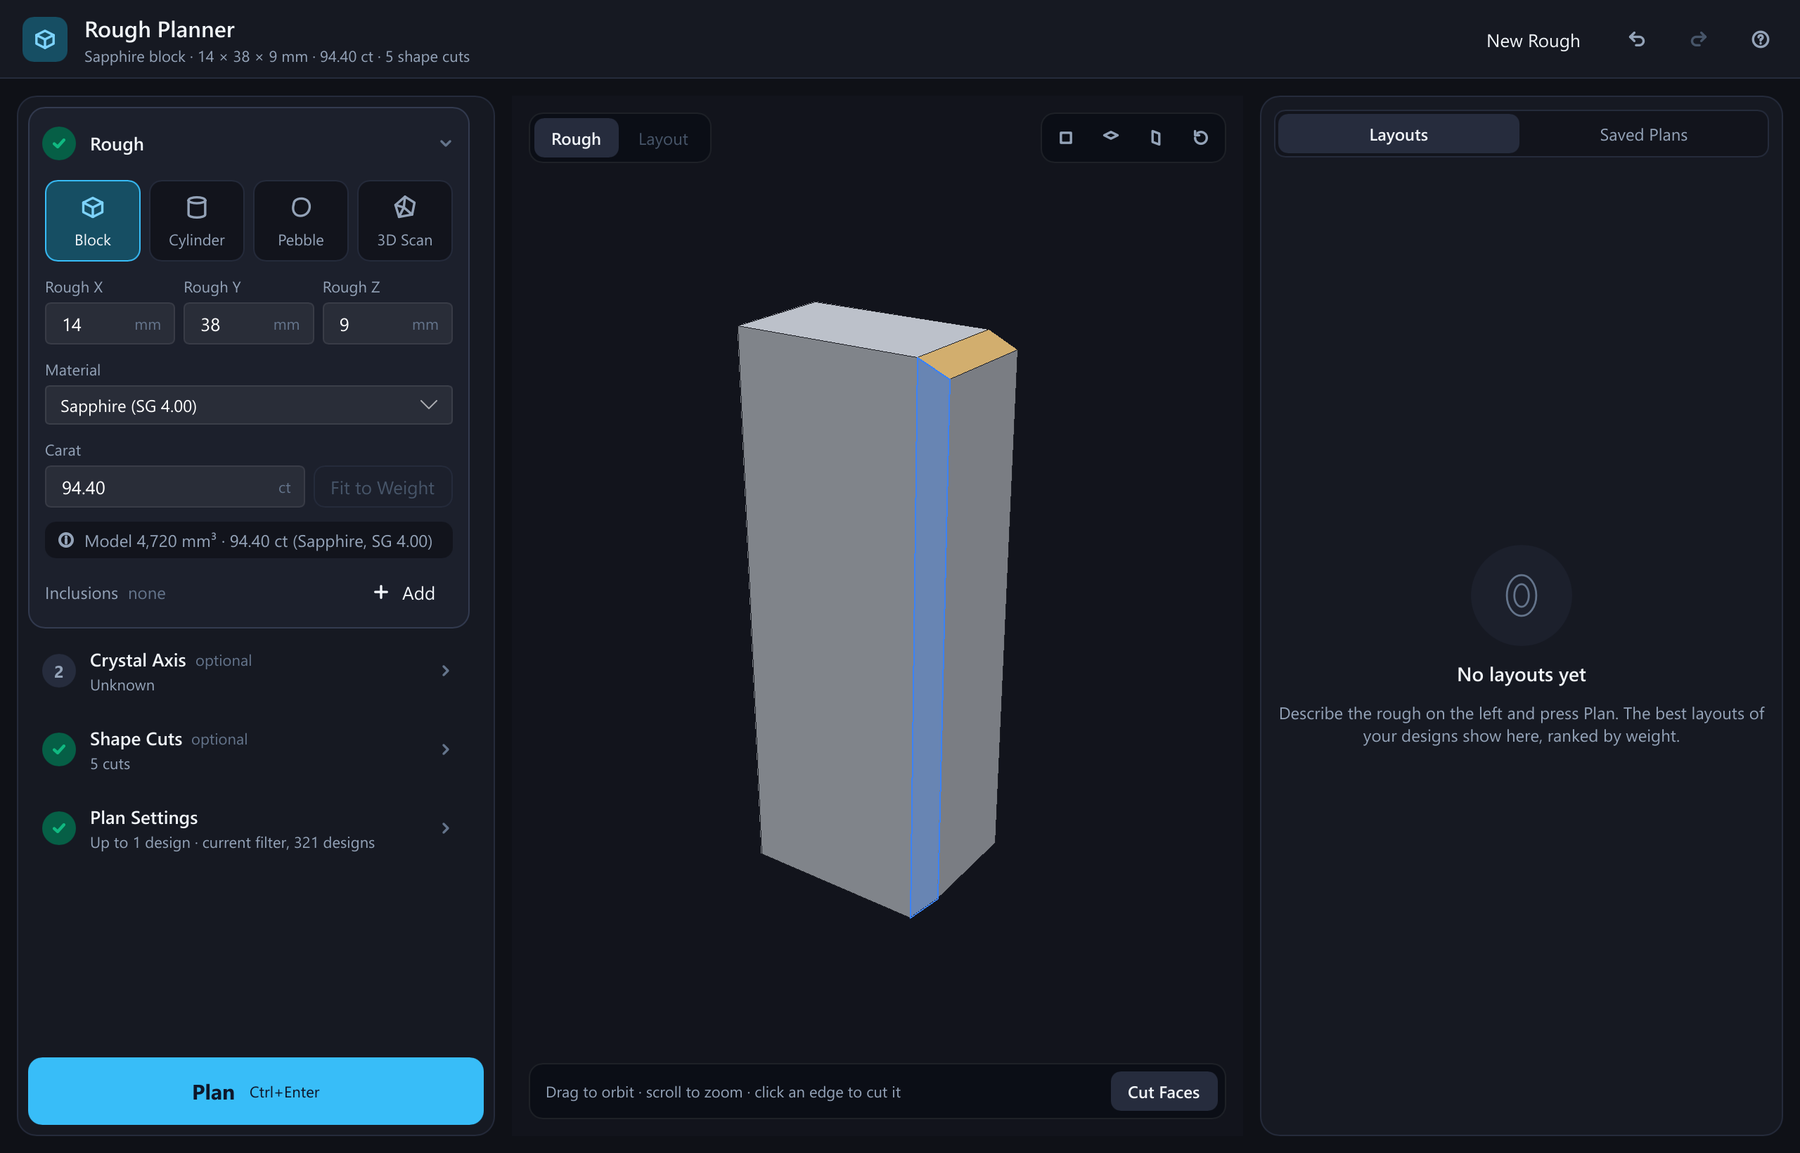 Rough Planner
Sapphire block · 14 × 38 × 9 mm · 94.40 ct · 5 shape cuts
New Rough
Rough
Block
Cylinder
Pebble
3D Scan
Rough X
Rough Y
Rough Z
14 mm
38 mm
9 mm
Material
Sapphire (SG 4.00)
Carat
94.40 ct
Fit to Weight
Model 4,720 mm³ · 94.40 ct (Sapphire, SG 4.00)
Inclusions none
Add
2
Crystal Axis optional
Unknown
Shape Cuts optional
5 cuts
Plan Settings
Up to 1 design · current filter, 321 designs
Plan Ctrl+Enter
Rough
Layout
Drag to orbit · scroll to zoom · click an edge to cut it
Cut Faces
Layouts
Saved Plans
No layouts yet
Describe the rough on the left and press Plan. The best layouts of
your designs show here, ranked by weight.